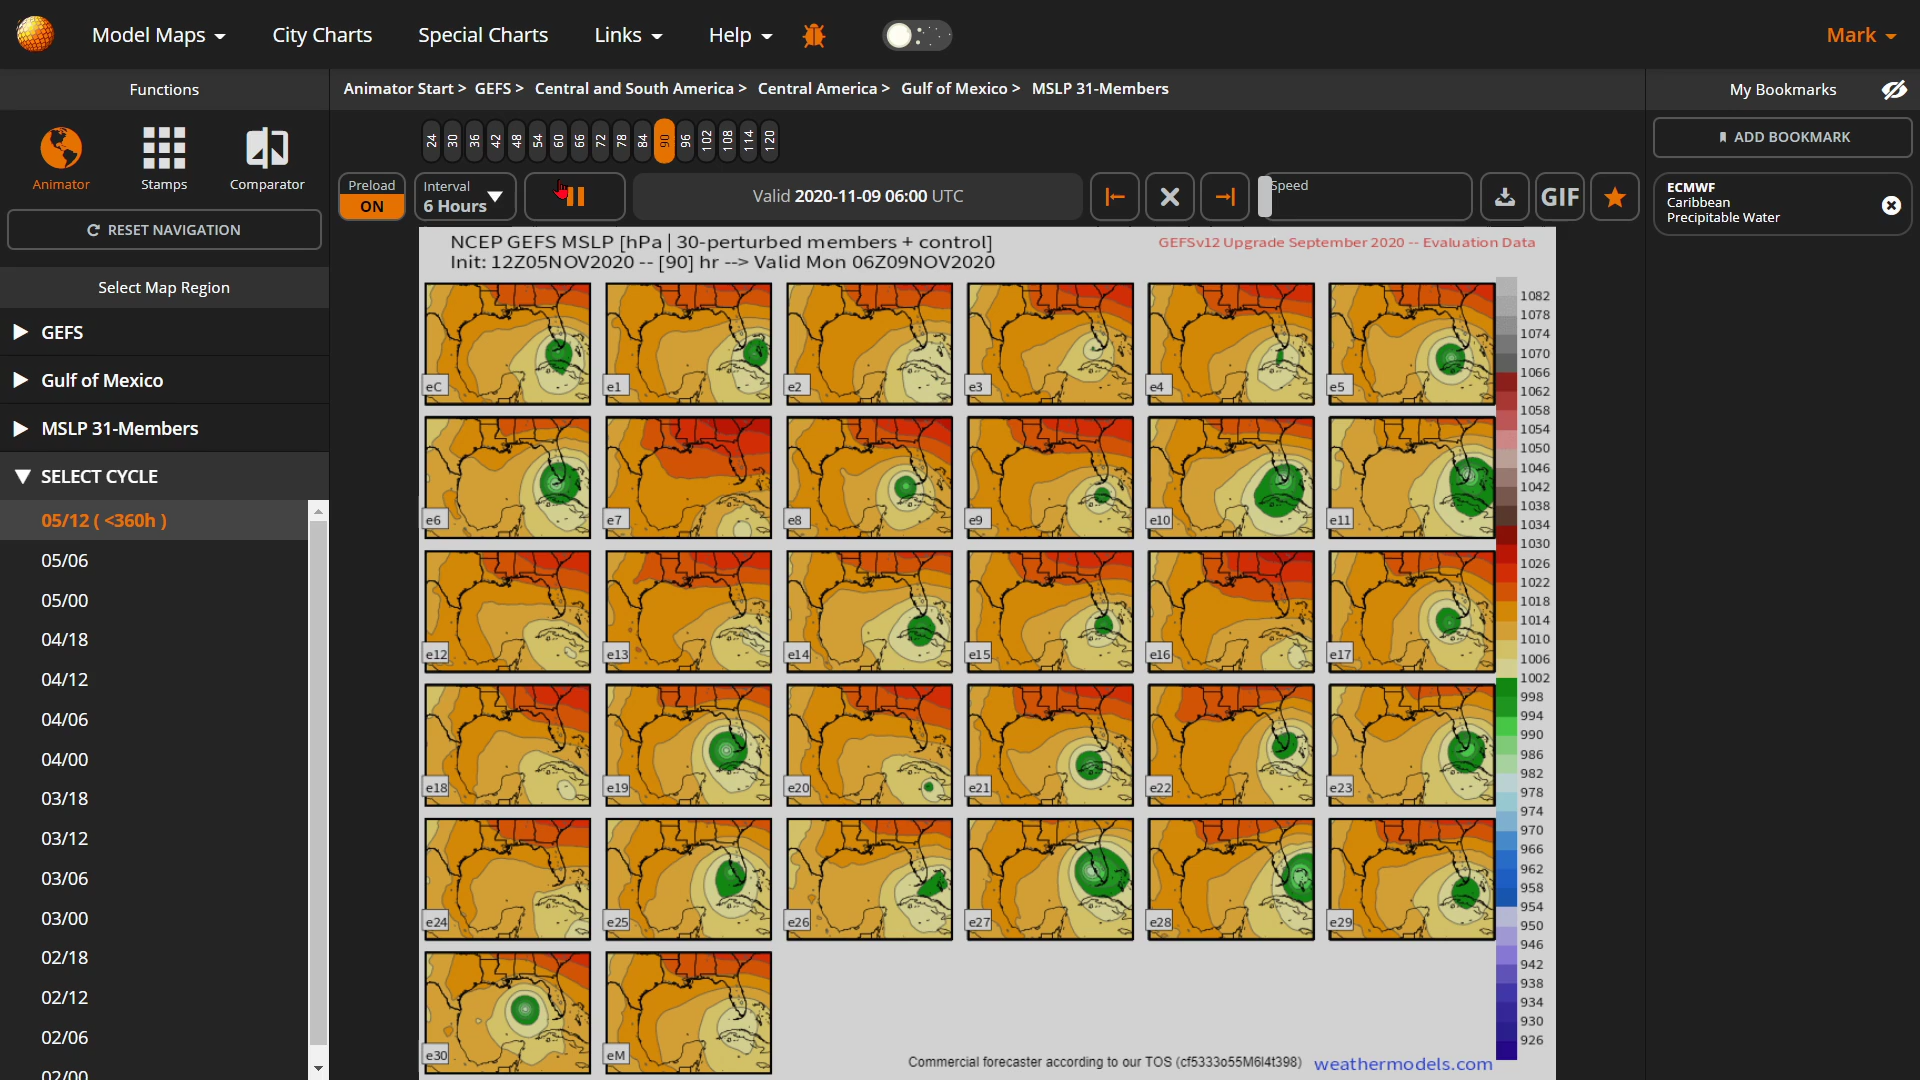 Model Maps
City Charts
Special Charts
Links
Help
Mark
Functions
Animator Start > GEFS > Central and South America > Central America > Gulf of Mexico > MSLP 31-Members
My Bookmarks
Animator
Stamps
Comparator
24 30 36 42 48 54 60 66 72 78 84 90 96 102 108 114 120
ADD BOOKMARK
Preload
ON
Interval
6 Hours
Valid 2020-11-09 06:00 UTC
Speed
GIF
ECMWF
Caribbean
Precipitable Water
RESET NAVIGATION
Select Map Region
GEFS
Gulf of Mexico
MSLP 31-Members
SELECT CYCLE
05/12 ( <360h )
05/06
05/00
04/18
04/12
04/06
04/00
03/18
03/12
03/06
03/00
02/18
02/12
02/06
02/00
NCEP GEFS MSLP [hPa | 30-perturbed members + control]
Init: 12Z05NOV2020 -- [90] hr --> Valid Mon 06Z09NOV2020
GEFSv12 Upgrade September 2020 -- Evaluation Data
eC e1 e2 e3 e4 e5
e6 e7 e8 e9 e10 e11
e12 e13 e14 e15 e16 e17
e18 e19 e20 e21 e22 e23
e24 e25 e26 e27 e28 e29
e30 eM
1082
1078
1074
1070
1066
1062
1058
1054
1050
1046
1042
1038
1034
1030
1026
1022
1018
1014
1010
1006
1002
998
994
990
986
982
978
974
970
966
962
958
954
950
946
942
938
934
930
926
Commercial forecaster according to our TOS (cf5333o55M6l4t398)
weathermodels.com